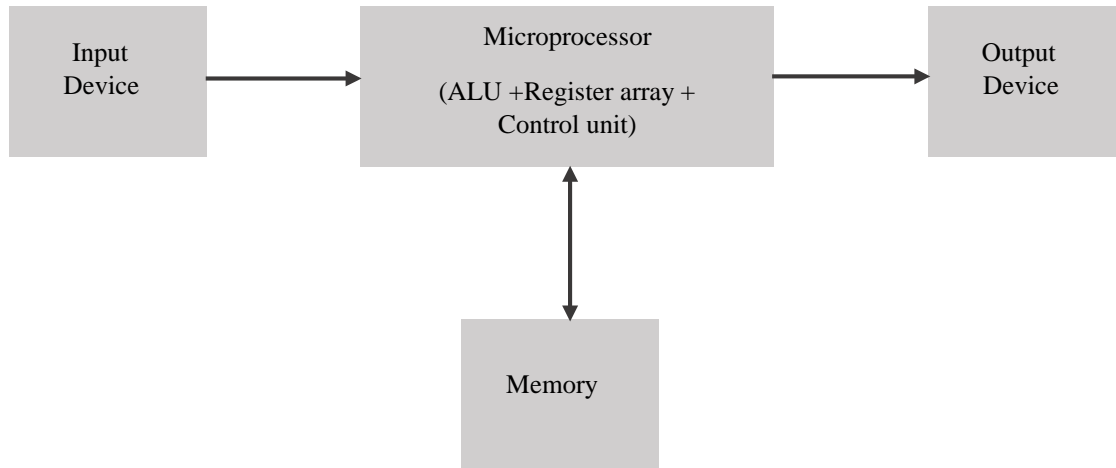 Input
Device
Microprocessor
(ALU +Register array +
Control unit)
Output
Device
Memory